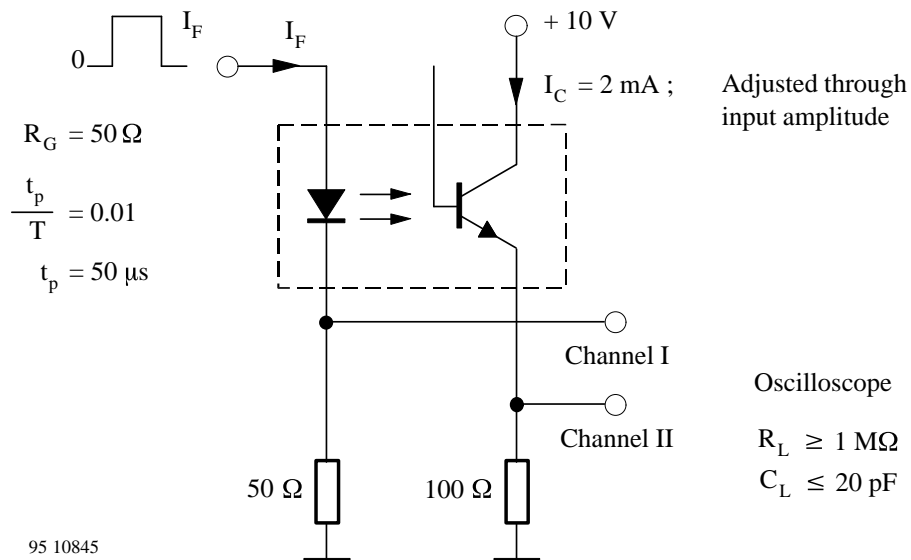 I_F
0
I_F
+ 10 V
I_C = 2 mA ;
Adjusted through
input amplitude
R_G = 50 Ω
t_p
T
= 0.01
t_p = 50 µs
Channel I
Channel II
Oscilloscope
R_L ≥ 1 MΩ
C_L ≤ 20 pF
50 Ω
100 Ω
95 10845